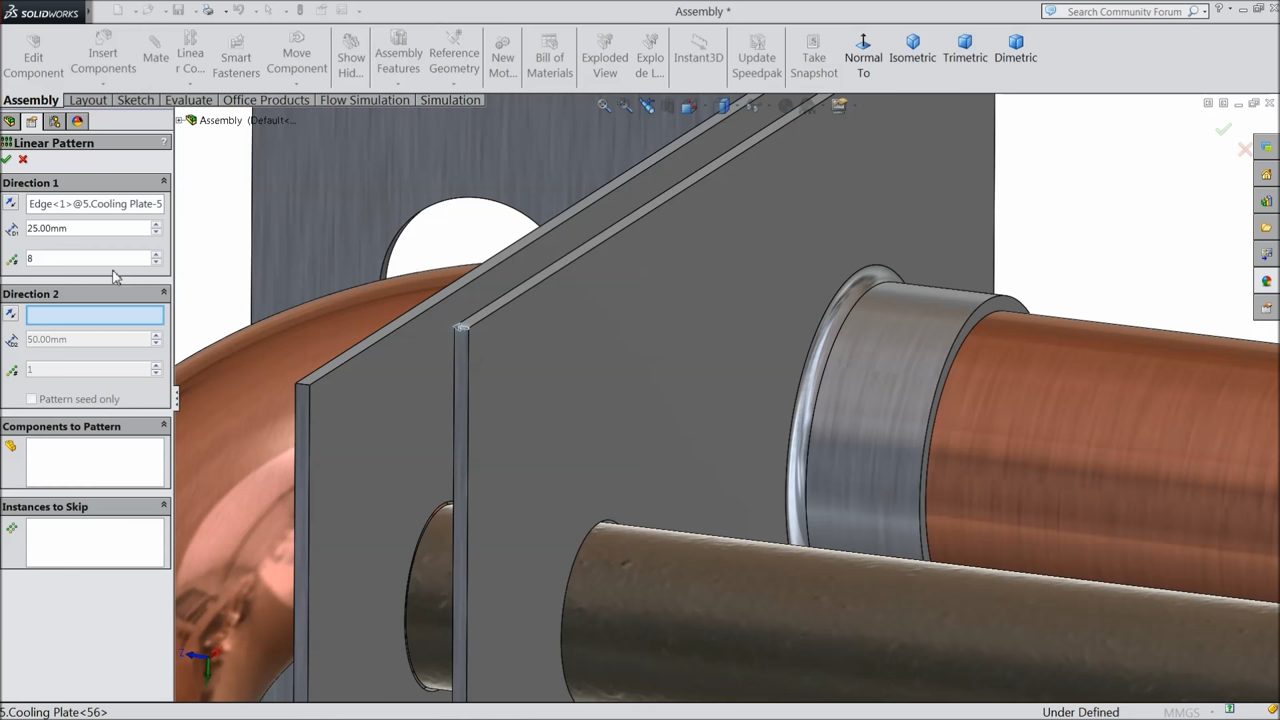 SOLIDWORKS
Assembly *
Search Community Forum
Edit
Component
Insert
Components
Mate
Linea
r Co...
Smart
Fasteners
Move
Component
Show
Hid...
Assembly
Features
Reference
Geometry
New
Mot...
Bill of
Materials
Exploded
View
Explo
de L...
Instant3D
Update
Speedpak
Take
Snapshot
Normal
To
Isometric
Trimetric
Dimetric
Assembly
Layout
Sketch
Evaluate
Office Products
Flow Simulation
Simulation
Assembly (Default<...
Linear Pattern
?
Direction 1
Edge<1>@5.Cooling Plate-5
25.00mm
8
Direction 2
50.00mm
1
Pattern seed only
Components to Pattern
Instances to Skip
Z
5.Cooling Plate<56>
Under Defined
MMGS